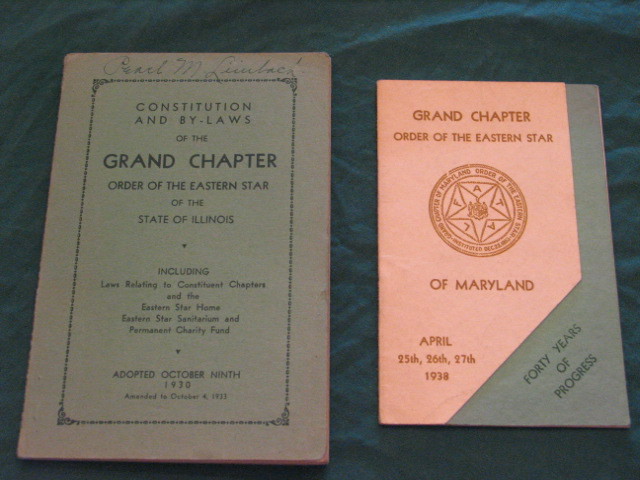 Pearl M
CONSTITUTION
AND BY-LAWS
OF THE
GRAND CHAPTER
ORDER OF THE EASTERN STAR
OF THE
STATE OF ILLINOIS
INCLUDING
Laws Relating to Constituent Chapters
and the
Eastern Star Home
Eastern Star Sanitarium and
Permanent Charity Fund
ADOPTED OCTOBER NINTH
1930
Amended to October 4, 1933
GRAND CHAPTER
ORDER OF THE EASTERN STAR
OF MARYLAND
APRIL
25th, 26th, 27th
1938
FORTY YEARS
OF
PROGRESS